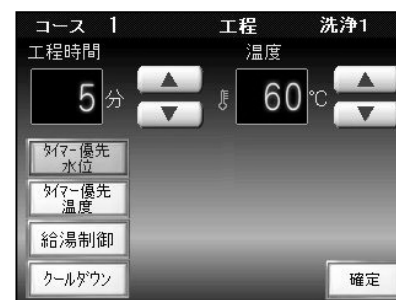 コース 1 工程 洗浄1
工程時間 温度
5 分 60 ℃
ﾀｲﾏｰ優先
水位
ﾀｲﾏｰ優先
温度
給湯制御
ｸｰﾙﾀﾞｳﾝ 確定